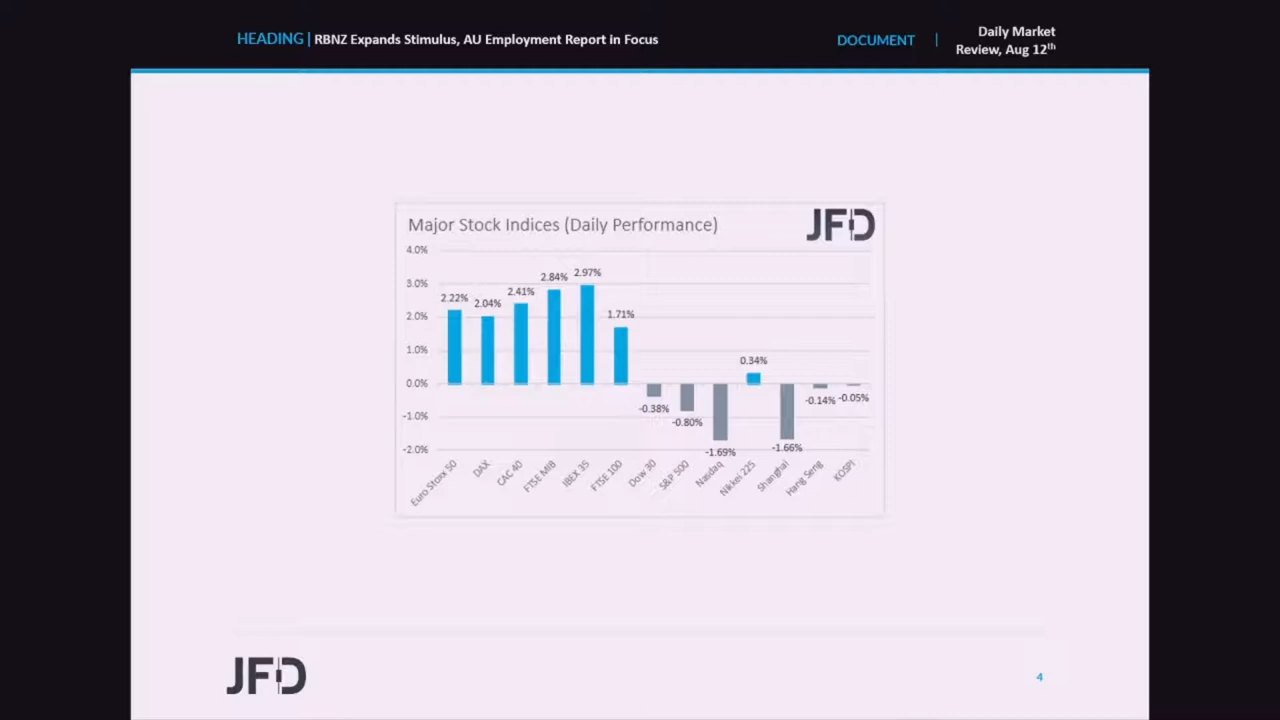 HEADING | RBNZ Expands Stimulus, AU Employment Report in Focus
DOCUMENT | Daily Market
Review, Aug 12th
Major Stock Indices (Daily Performance)
JFD
4.0%
3.0%
2.0%
1.0%
0.0%
-1.0%
-2.0%
2.22%
2.04%
2.41%
2.84%
2.97%
1.71%
-0.38%
-0.80%
-1.69%
0.34%
-1.66%
-0.14%
-0.05%
Euro Stoxx 50
DAX
CAC 40
FTSE MIB
IBEX 35
FTSE 100
Dow 30
S&P 500
Nasdaq
Nikkei 225
Shanghai
Hang Seng
KOSPI
JFD
4